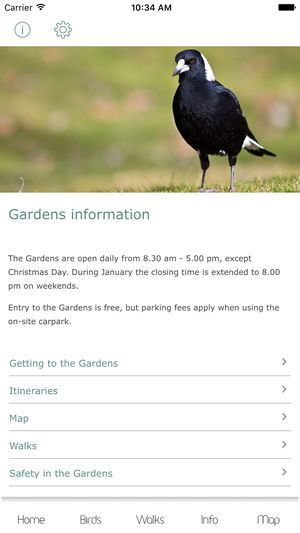 Carrier 10:34 AM
Gardens information
The Gardens are open daily from 8.30 am - 5.00 pm, except
Christmas Day. During January the closing time is extended to 8.00
pm on weekends.
Entry to the Gardens is free, but parking fees apply when using the
on-site carpark.
Getting to the Gardens
Itineraries
Map
Walks
Safety in the Gardens
Home Birds Walks Info Map